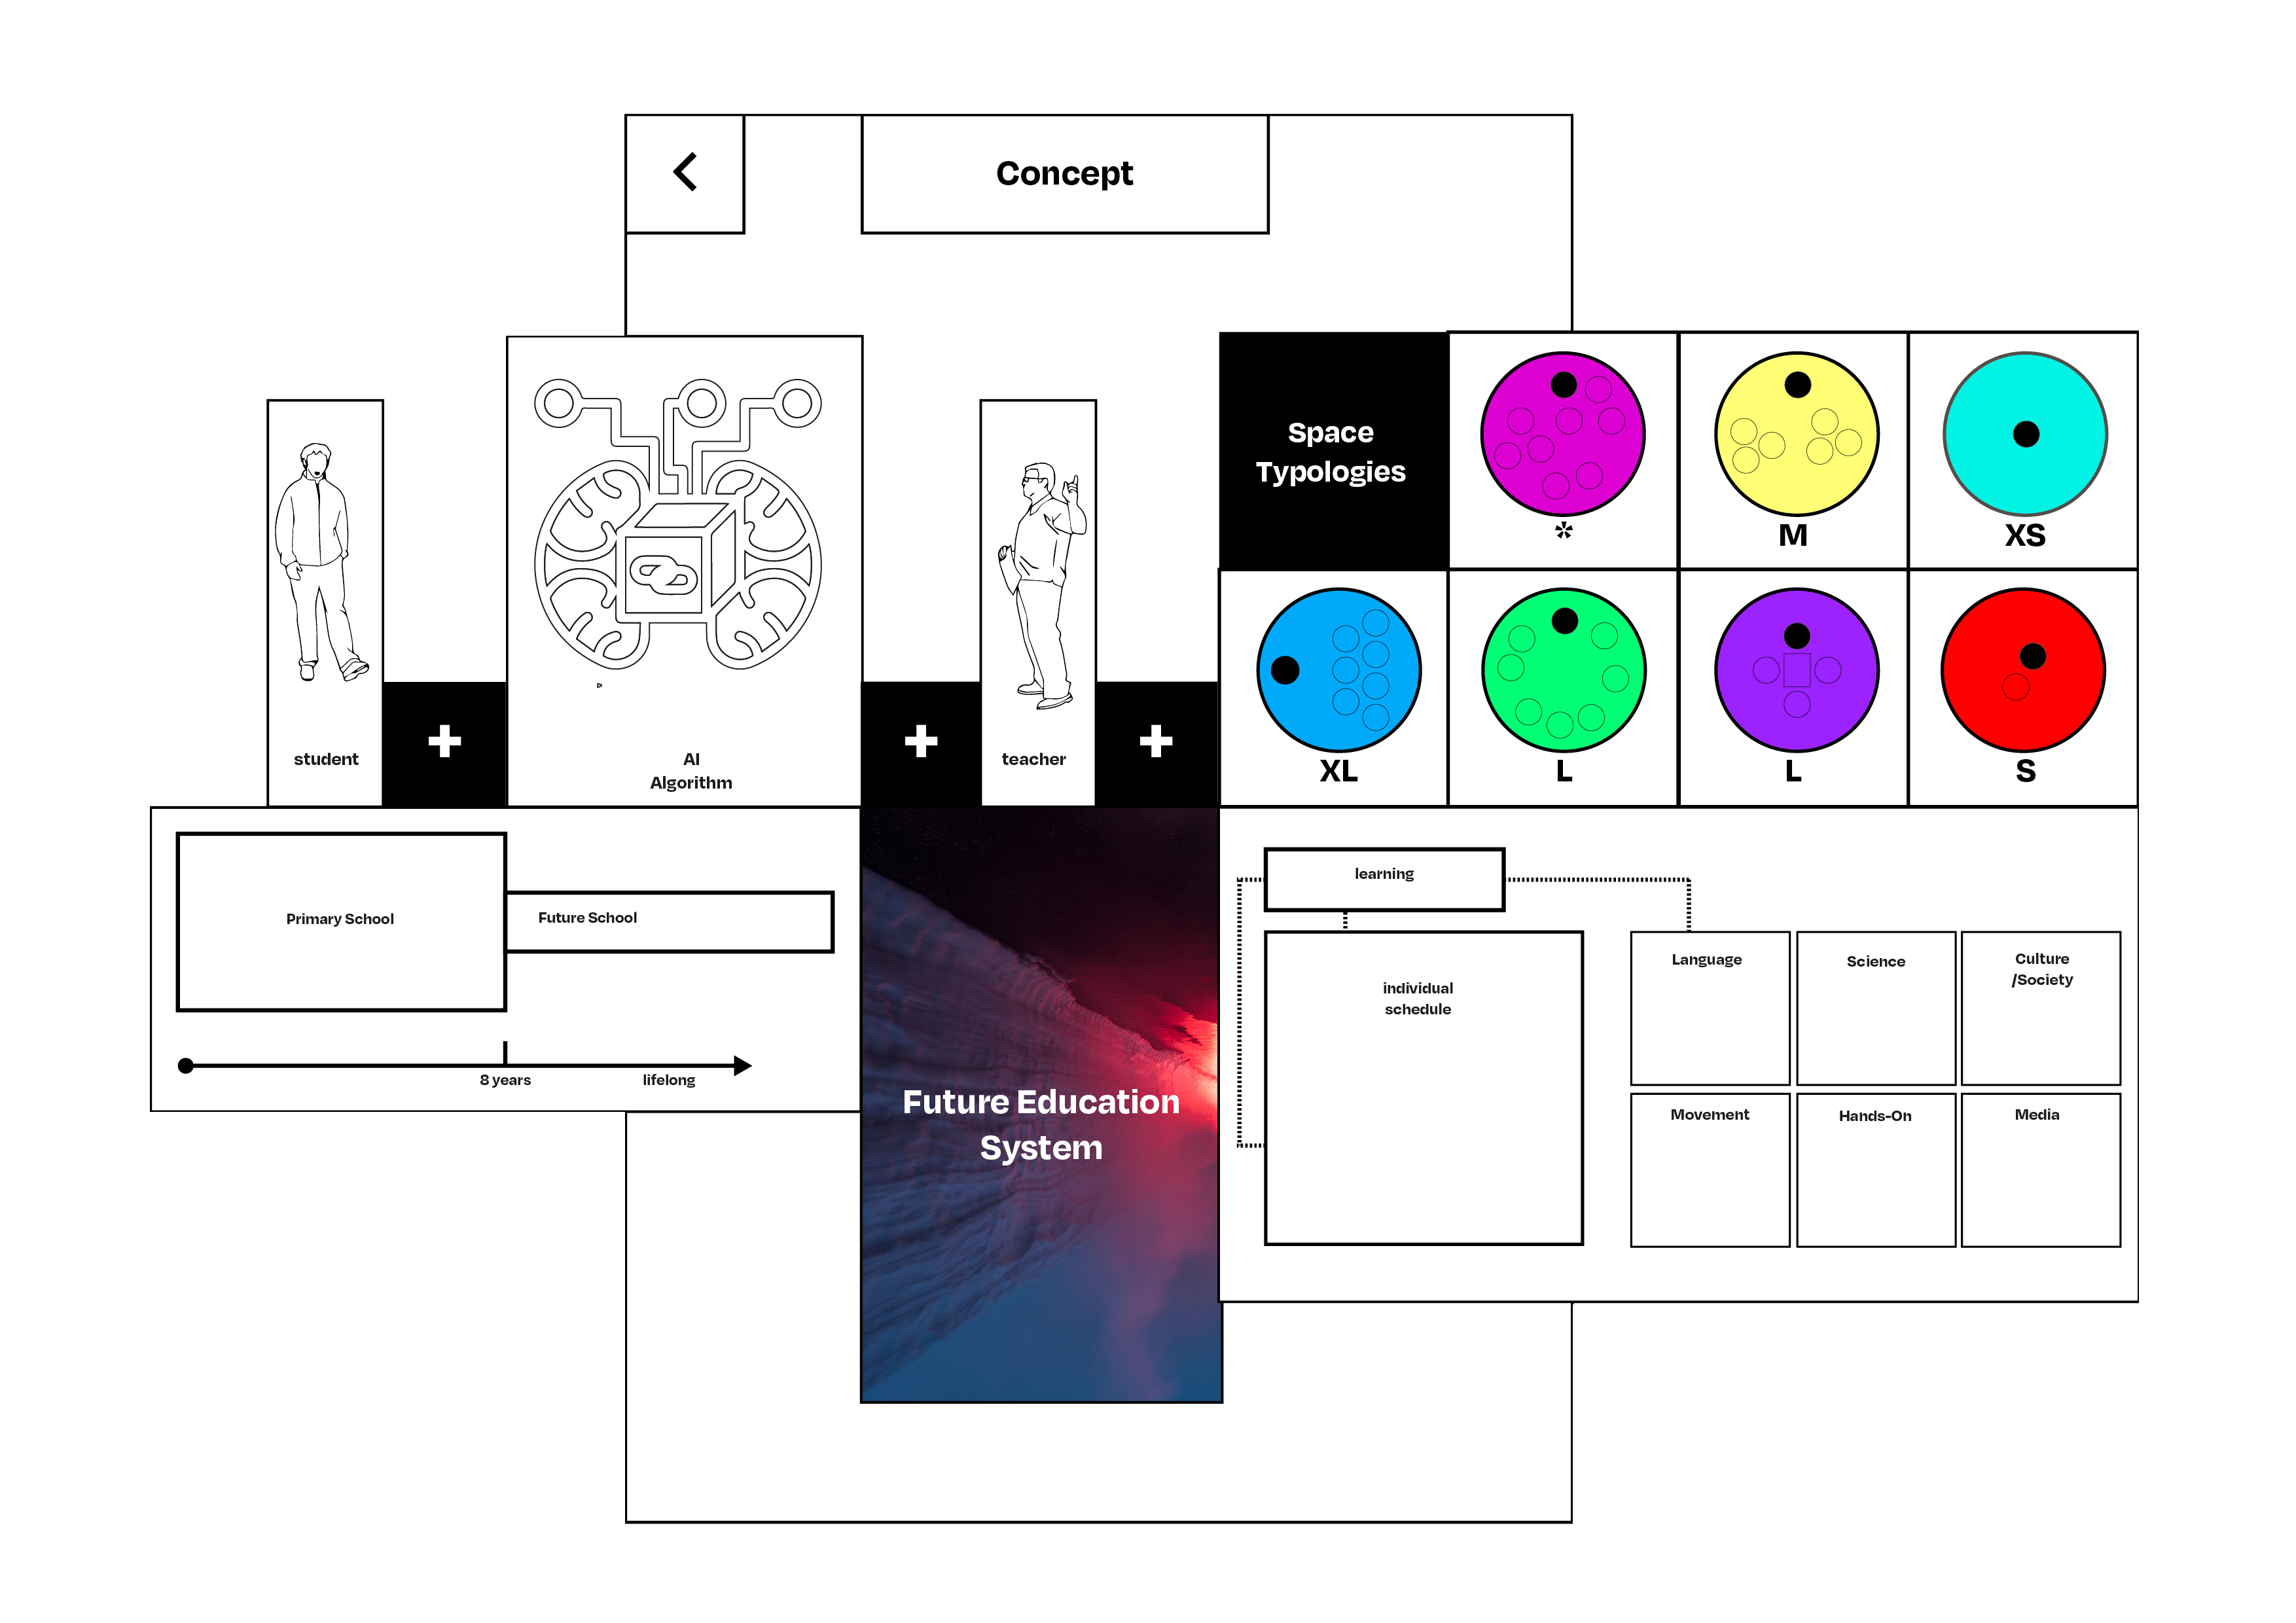 Concept
Space
Typologies
*
M
XS
XL
L
L
S
student
+
AI
Algorithm
+
teacher
+
Primary School
Future School
8 years
lifelong
Future Education
System
learning
individual
schedule
Language
Science
Culture
/Society
Movement
Hands-On
Media